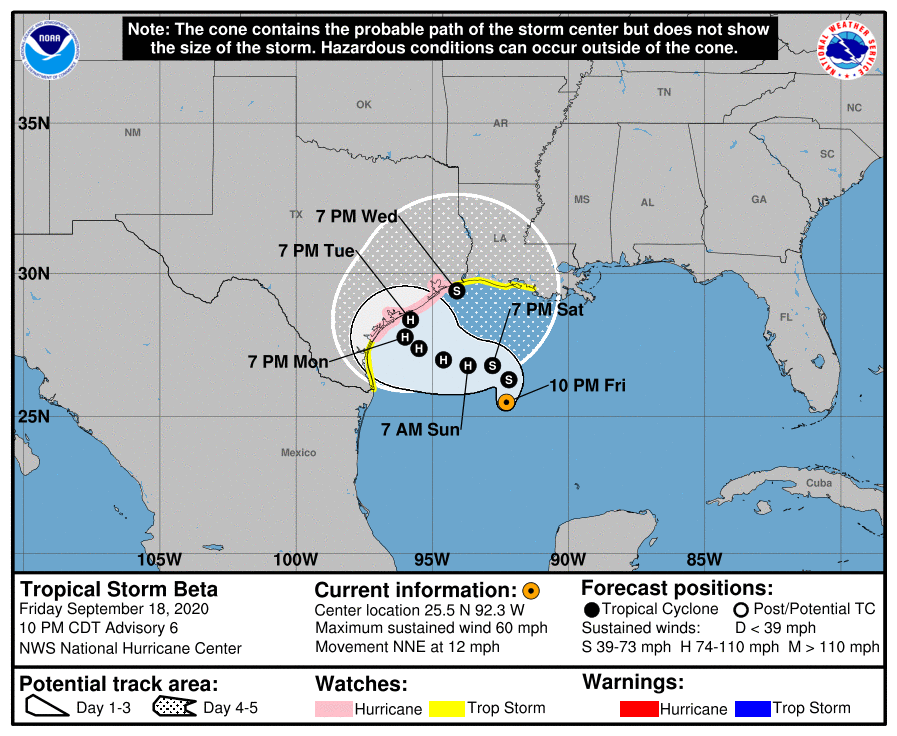 Note: The cone contains the probable path of the storm center but does not show
the size of the storm. Hazardous conditions can occur outside of the cone.
NOAA
NATIONAL WEATHER SERVICE
OK
TN
NC
35N
NM
AR
SC
MS
AL
GA
TX
7 PM Wed
LA
7 PM Tue
30N
S
7 PM Sat
H
FL
H
H
7 PM Mon
H
H
S
S
10 PM Fri
25N
7 AM Sun
Mexico
Cuba
105W
100W
95W
90W
85W
Tropical Storm Beta
Friday September 18, 2020
10 PM CDT Advisory 6
NWS National Hurricane Center
Current information:
Center location 25.5 N 92.3 W
Maximum sustained wind 60 mph
Movement NNE at 12 mph
Forecast positions:
Tropical Cyclone Post/Potential TC
Sustained winds: D < 39 mph
S 39-73 mph H 74-110 mph M > 110 mph
Potential track area:
Day 1-3 Day 4-5
Watches:
Hurricane Trop Storm
Warnings:
Hurricane Trop Storm